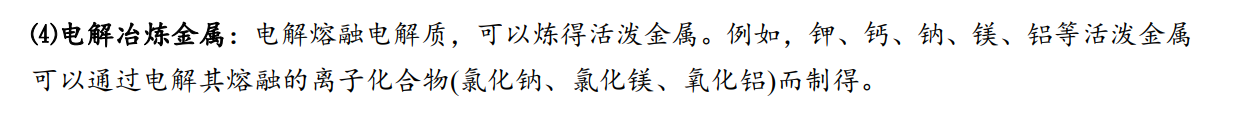 (4)电解冶炼金属：电解熔融电解质，可以炼得活泼金属。例如，钾、钙、钠、镁、铝等活泼金属
可以通过电解其熔融的离子化合物(氯化钠、氯化镁、氧化铝)而制得。